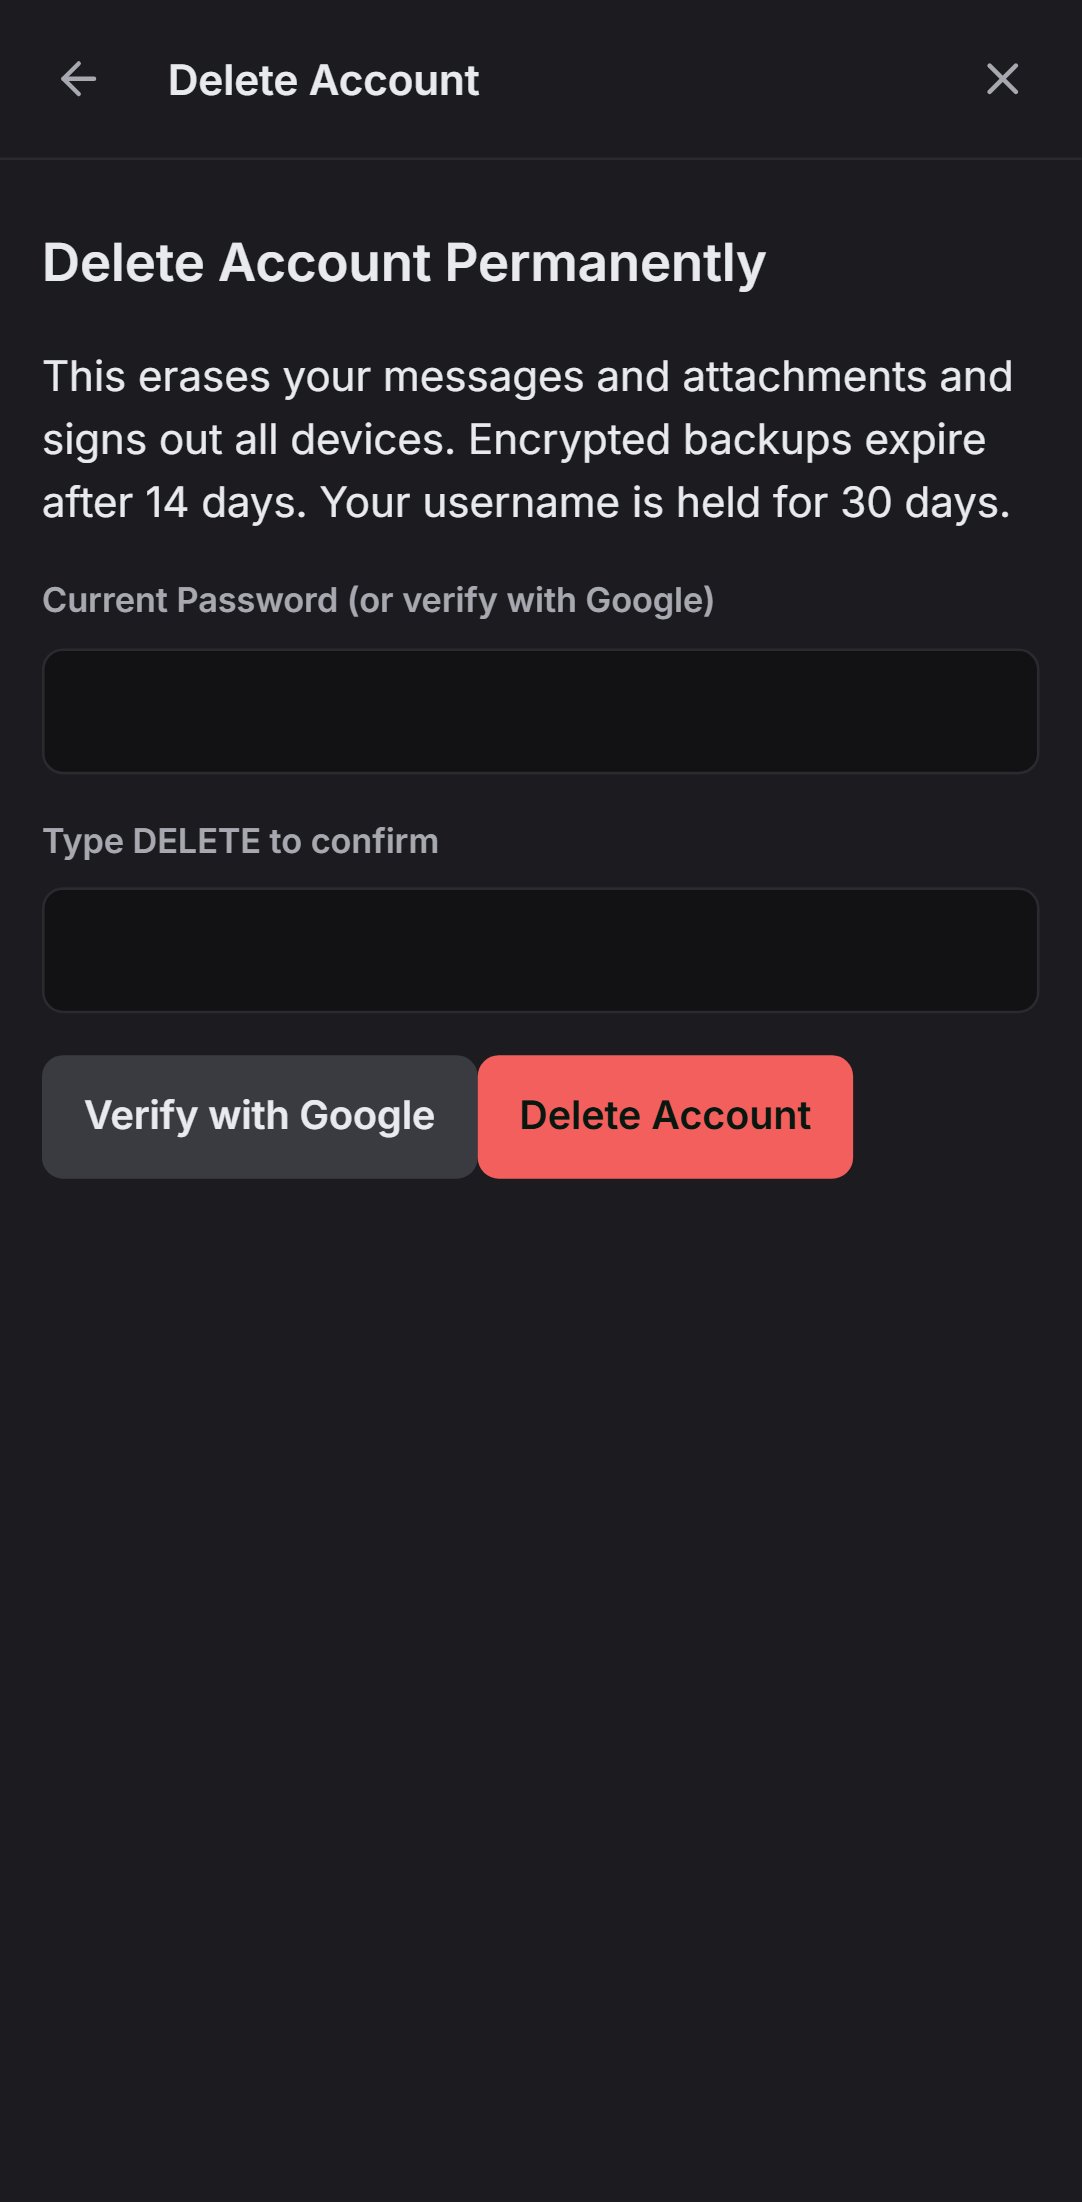 Delete Account
Delete Account Permanently
This erases your messages and attachments and
signs out all devices. Encrypted backups expire
after 14 days. Your username is held for 30 days.
Current Password (or verify with Google)
Type DELETE to confirm
Verify with Google
Delete Account